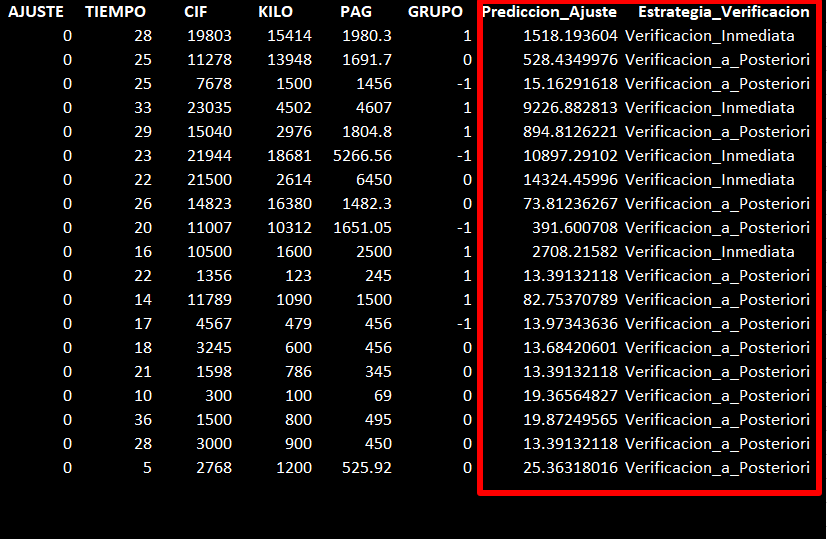 AJUSTE TIEMPO CIF KILO PAG GRUPO Prediccion_Ajuste Estrategia_Verificacion
0 28 19803 15414 1980.3 1 1518.193604 Verificacion_Inmediata
0 25 11278 13948 1691.7 0 528.4349976 Verificacion_a_Posteriori
0 25 7678 1500 1456 -1 15.16291618 Verificacion_a_Posteriori
0 33 23035 4502 4607 1 9226.882813 Verificacion_Inmediata
0 29 15040 2976 1804.8 1 894.8126221 Verificacion_a_Posteriori
0 23 21944 18681 5266.56 -1 10897.29102 Verificacion_Inmediata
0 22 21500 2614 6450 0 14324.45996 Verificacion_Inmediata
0 26 14823 16380 1482.3 0 73.81236267 Verificacion_a_Posteriori
0 20 11007 10312 1651.05 -1 391.600708 Verificacion_a_Posteriori
0 16 10500 1600 2500 1 2708.21582 Verificacion_Inmediata
0 22 1356 123 245 1 13.39132118 Verificacion_a_Posteriori
0 14 11789 1090 1500 1 82.75370789 Verificacion_a_Posteriori
0 17 4567 479 456 -1 13.97343636 Verificacion_a_Posteriori
0 18 3245 600 456 0 13.68420601 Verificacion_a_Posteriori
0 21 1598 786 345 0 13.39132118 Verificacion_a_Posteriori
0 10 300 100 69 0 19.36564827 Verificacion_a_Posteriori
0 36 1500 800 495 0 19.87249565 Verificacion_a_Posteriori
0 28 3000 900 450 0 13.39132118 Verificacion_a_Posteriori
0 5 2768 1200 525.92 0 25.36318016 Verificacion_a_Posteriori